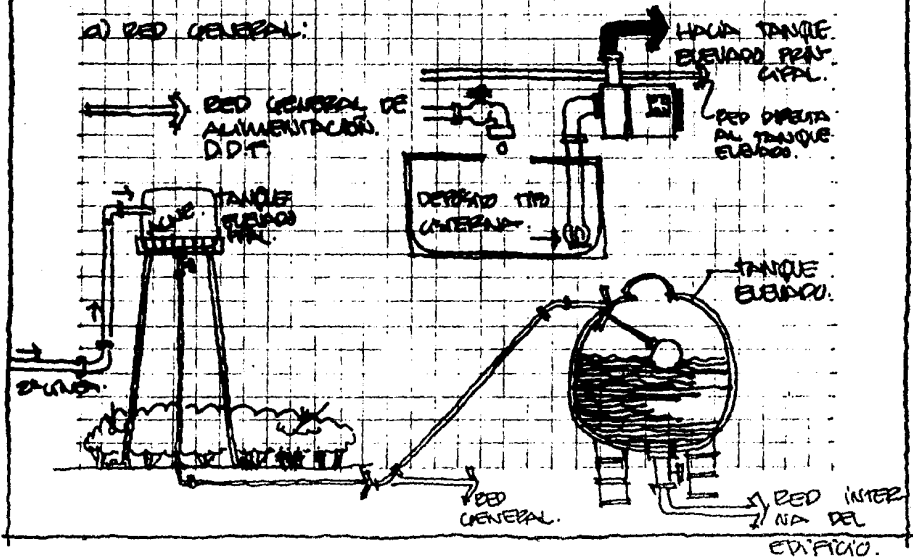 a) RED GENERAL:
HACIA TANQUE
ELEVADO PRIN-
CIPAL.
RED GENERAL DE
ALIMENTACIÓN.
D.D.T.
RED DIRECTA
AL TANQUE
ELEVADO.
TANQUE
ELEVADO
PPAL.
DEPÓSITO TIPO
CISTERNA.
TANQUE
ELEVADO.
RED
GENERAL.
RED INTER
NA DEL
EDIFICIO.